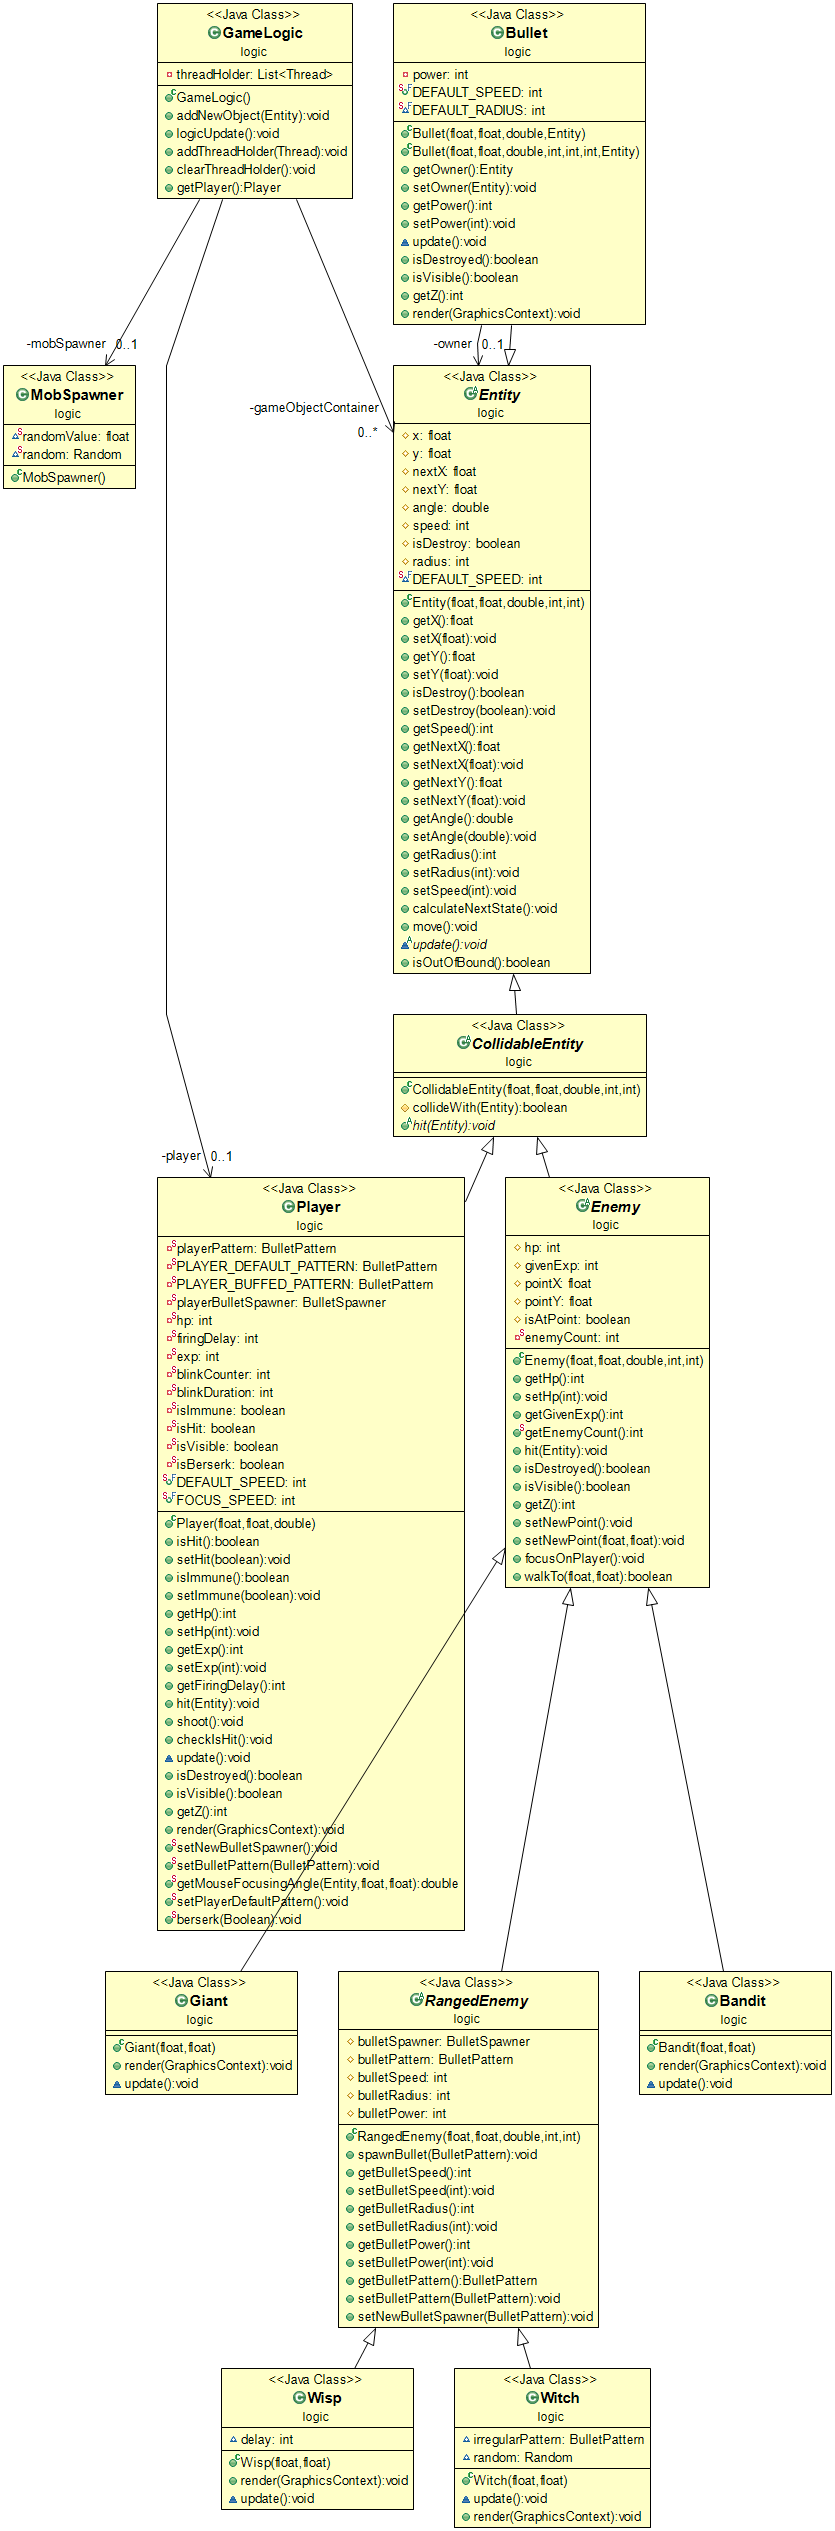 <<Java Class>>
GameLogic
logic
threadHolder: List<Thread>
GameLogic()
addNewObject(Entity):void
logicUpdate():void
addThreadHolder(Thread):void
clearThreadHolder():void
getPlayer():Player
<<Java Class>>
Bullet
logic
power: int
DEFAULT_SPEED: int
DEFAULT_RADIUS: int
Bullet(float,float,double,Entity)
Bullet(float,float,double,int,int,int,Entity)
getOwner():Entity
setOwner(Entity):void
getPower():int
setPower(int):void
update():void
isDestroyed():boolean
isVisible():boolean
getZ():int
render(GraphicsContext):void
-mobSpawner 0..1
-owner 0..1
<<Java Class>>
MobSpawner
logic
randomValue: float
random: Random
MobSpawner()
-gameObjectContainer
0..*
<<Java Class>>
Entity
logic
x: float
y: float
nextX: float
nextY: float
angle: double
speed: int
isDestroy: boolean
radius: int
DEFAULT_SPEED: int
Entity(float,float,double,int,int)
getX():float
setX(float):void
getY():float
setY(float):void
isDestroy():boolean
setDestroy(boolean):void
getSpeed():int
getNextX():float
setNextX(float):void
getNextY():float
setNextY(float):void
getAngle():double
setAngle(double):void
getRadius():int
setRadius(int):void
setSpeed(int):void
calculateNextState():void
move():void
update():void
isOutOfBound():boolean
<<Java Class>>
CollidableEntity
logic
CollidableEntity(float,float,double,int,int)
collideWith(Entity):boolean
hit(Entity):void
-player 0..1
<<Java Class>>
Player
logic
playerPattern: BulletPattern
PLAYER_DEFAULT_PATTERN: BulletPattern
PLAYER_BUFFED_PATTERN: BulletPattern
playerBulletSpawner: BulletSpawner
hp: int
firingDelay: int
exp: int
blinkCounter: int
blinkDuration: int
isImmune: boolean
isHit: boolean
isVisible: boolean
isBerserk: boolean
DEFAULT_SPEED: int
FOCUS_SPEED: int
Player(float,float,double)
isHit():boolean
setHit(boolean):void
isImmune():boolean
setImmune(boolean):void
getHp():int
setHp(int):void
getExp():int
setExp(int):void
getFiringDelay():int
hit(Entity):void
shoot():void
checkIsHit():void
update():void
isDestroyed():boolean
isVisible():boolean
getZ():int
render(GraphicsContext):void
setNewBulletSpawner():void
setBulletPattern(BulletPattern):void
getMouseFocusingAngle(Entity,float,float):double
setPlayerDefaultPattern():void
berserk(Boolean):void
<<Java Class>>
Enemy
logic
hp: int
givenExp: int
pointX: float
pointY: float
isAtPoint: boolean
enemyCount: int
Enemy(float,float,double,int,int)
getHp():int
setHp(int):void
getGivenExp():int
getEnemyCount():int
hit(Entity):void
isDestroyed():boolean
isVisible():boolean
getZ():int
setNewPoint():void
setNewPoint(float,float):void
focusOnPlayer():void
walkTo(float,float):boolean
<<Java Class>>
Giant
logic
Giant(float,float)
render(GraphicsContext):void
update():void
<<Java Class>>
RangedEnemy
logic
bulletSpawner: BulletSpawner
bulletPattern: BulletPattern
bulletSpeed: int
bulletRadius: int
bulletPower: int
RangedEnemy(float,float,double,int,int)
spawnBullet(BulletPattern):void
getBulletSpeed():int
setBulletSpeed(int):void
getBulletRadius():int
setBulletRadius(int):void
getBulletPower():int
setBulletPower(int):void
getBulletPattern():BulletPattern
setBulletPattern(BulletPattern):void
setNewBulletSpawner(BulletPattern):void
<<Java Class>>
Bandit
logic
Bandit(float,float)
render(GraphicsContext):void
update():void
<<Java Class>>
Wisp
logic
delay: int
Wisp(float,float)
render(GraphicsContext):void
update():void
<<Java Class>>
Witch
logic
irregularPattern: BulletPattern
random: Random
Witch(float,float)
update():void
render(GraphicsContext):void